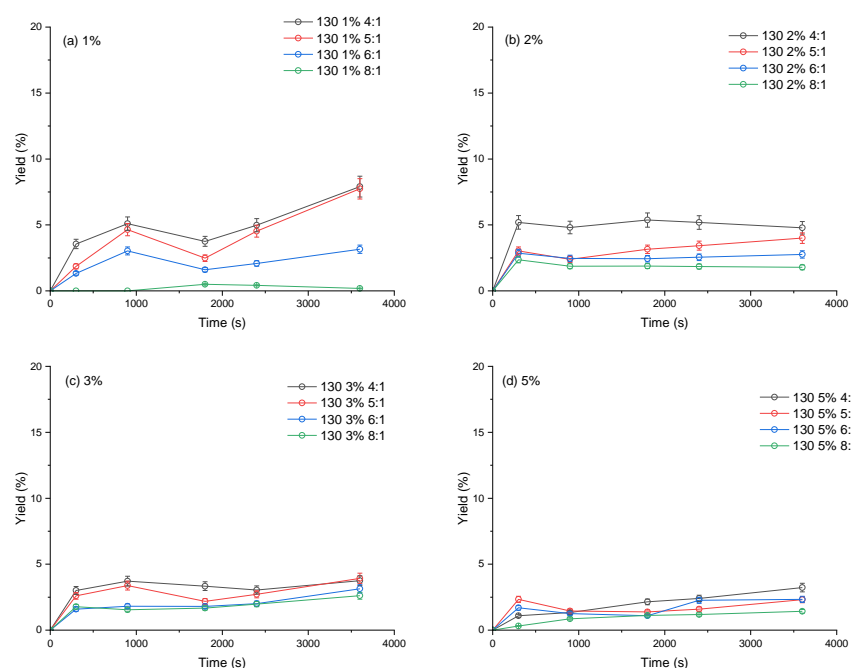 (a) 1%
130 1% 4:1
130 1% 5:1
130 1% 6:1
130 1% 8:1
20
15
10
5
0
Yield (%)
0 1000 2000 3000 4000
Time (s)
(b) 2%
130 2% 4:1
130 2% 5:1
130 2% 6:1
130 2% 8:1
20
15
10
5
0
Yield (%)
0 1000 2000 3000 4000
Time (s)
(c) 3%
130 3% 4:1
130 3% 5:1
130 3% 6:1
130 3% 8:1
20
15
10
5
0
Yield (%)
0 1000 2000 3000 4000
Time (s)
(d) 5%
130 5% 4:
130 5% 5:
130 5% 6:
130 5% 8:
20
15
10
5
0
Yield (%)
0 1000 2000 3000 4000
Time (s)